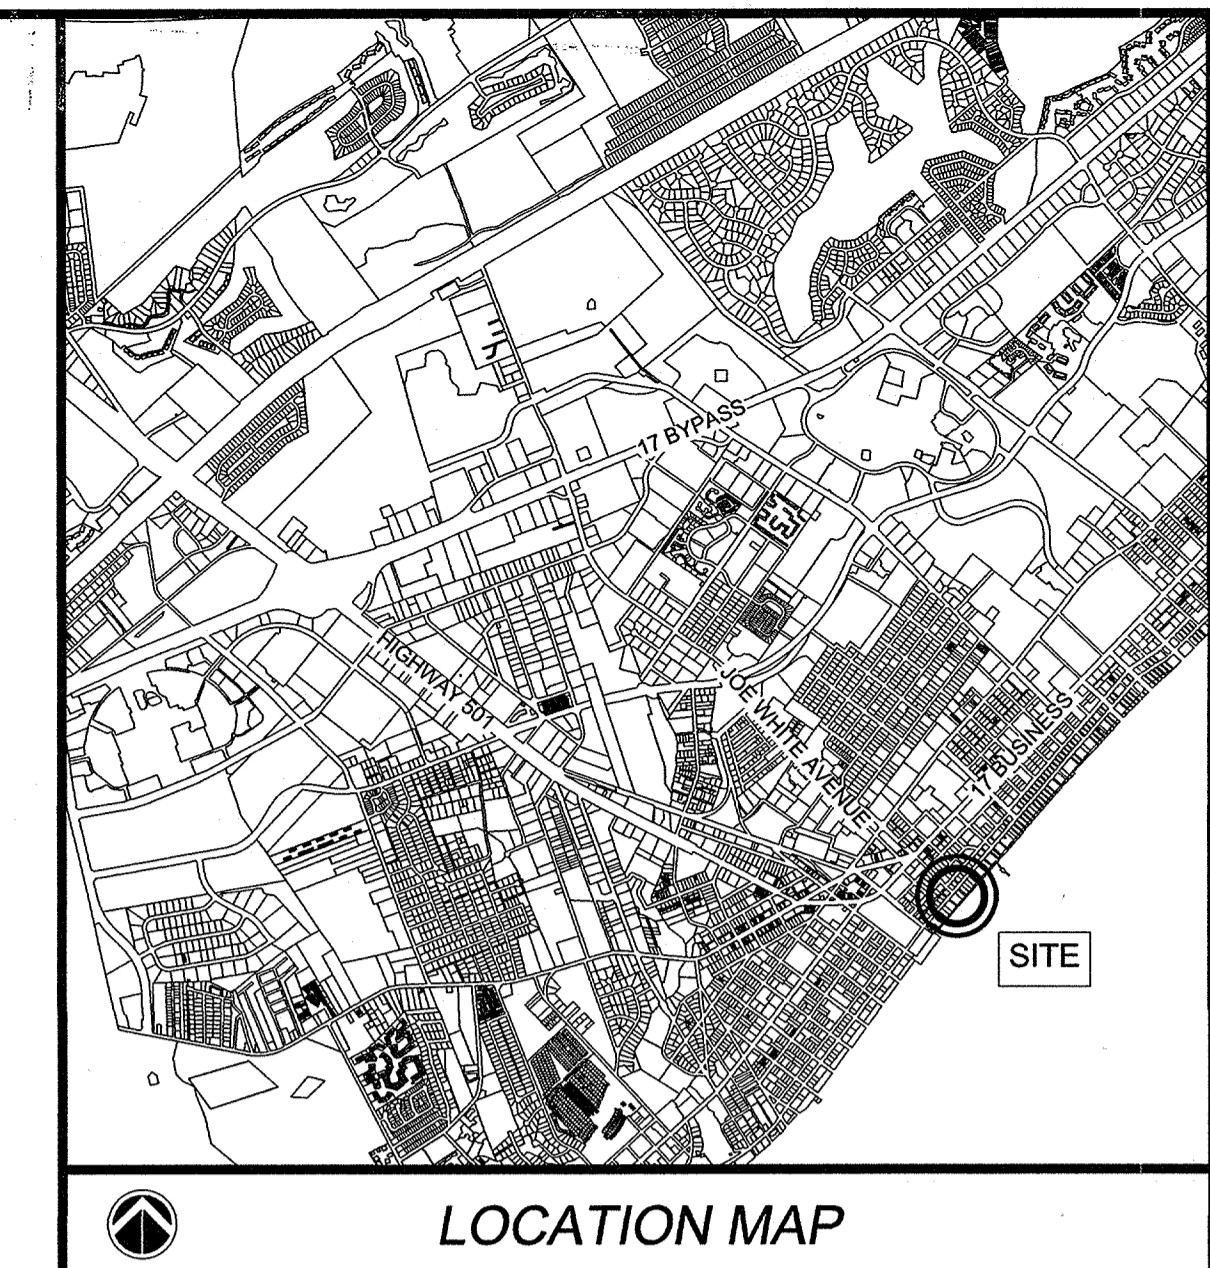 17 BYPASS
HIGHWAY 501
JOE WHITE AVENUE
17 BUSINESS
SITE
LOCATION MAP